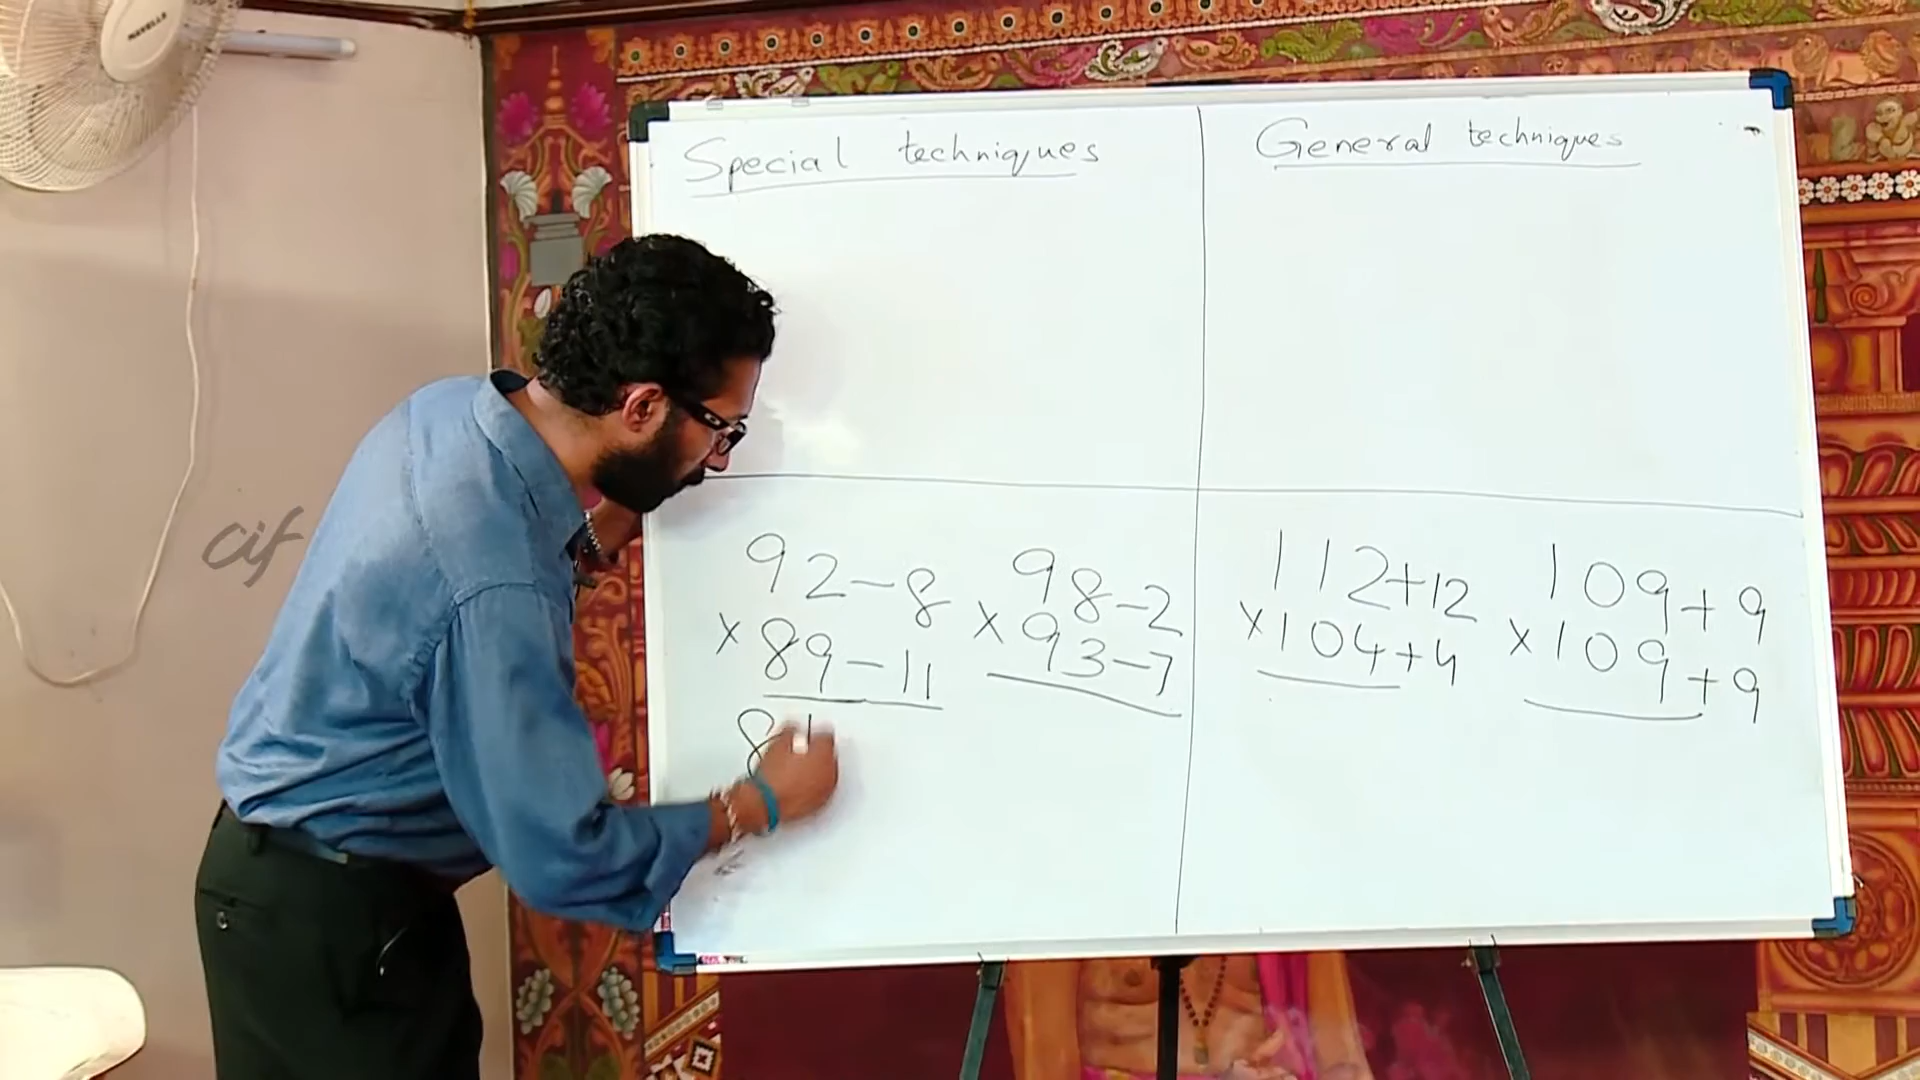 HAVELLS
Special techniques
General techniques
cif
92-8
×89-11
81
98-2
×93-7
112+12
×104+4
109+9
×109+9